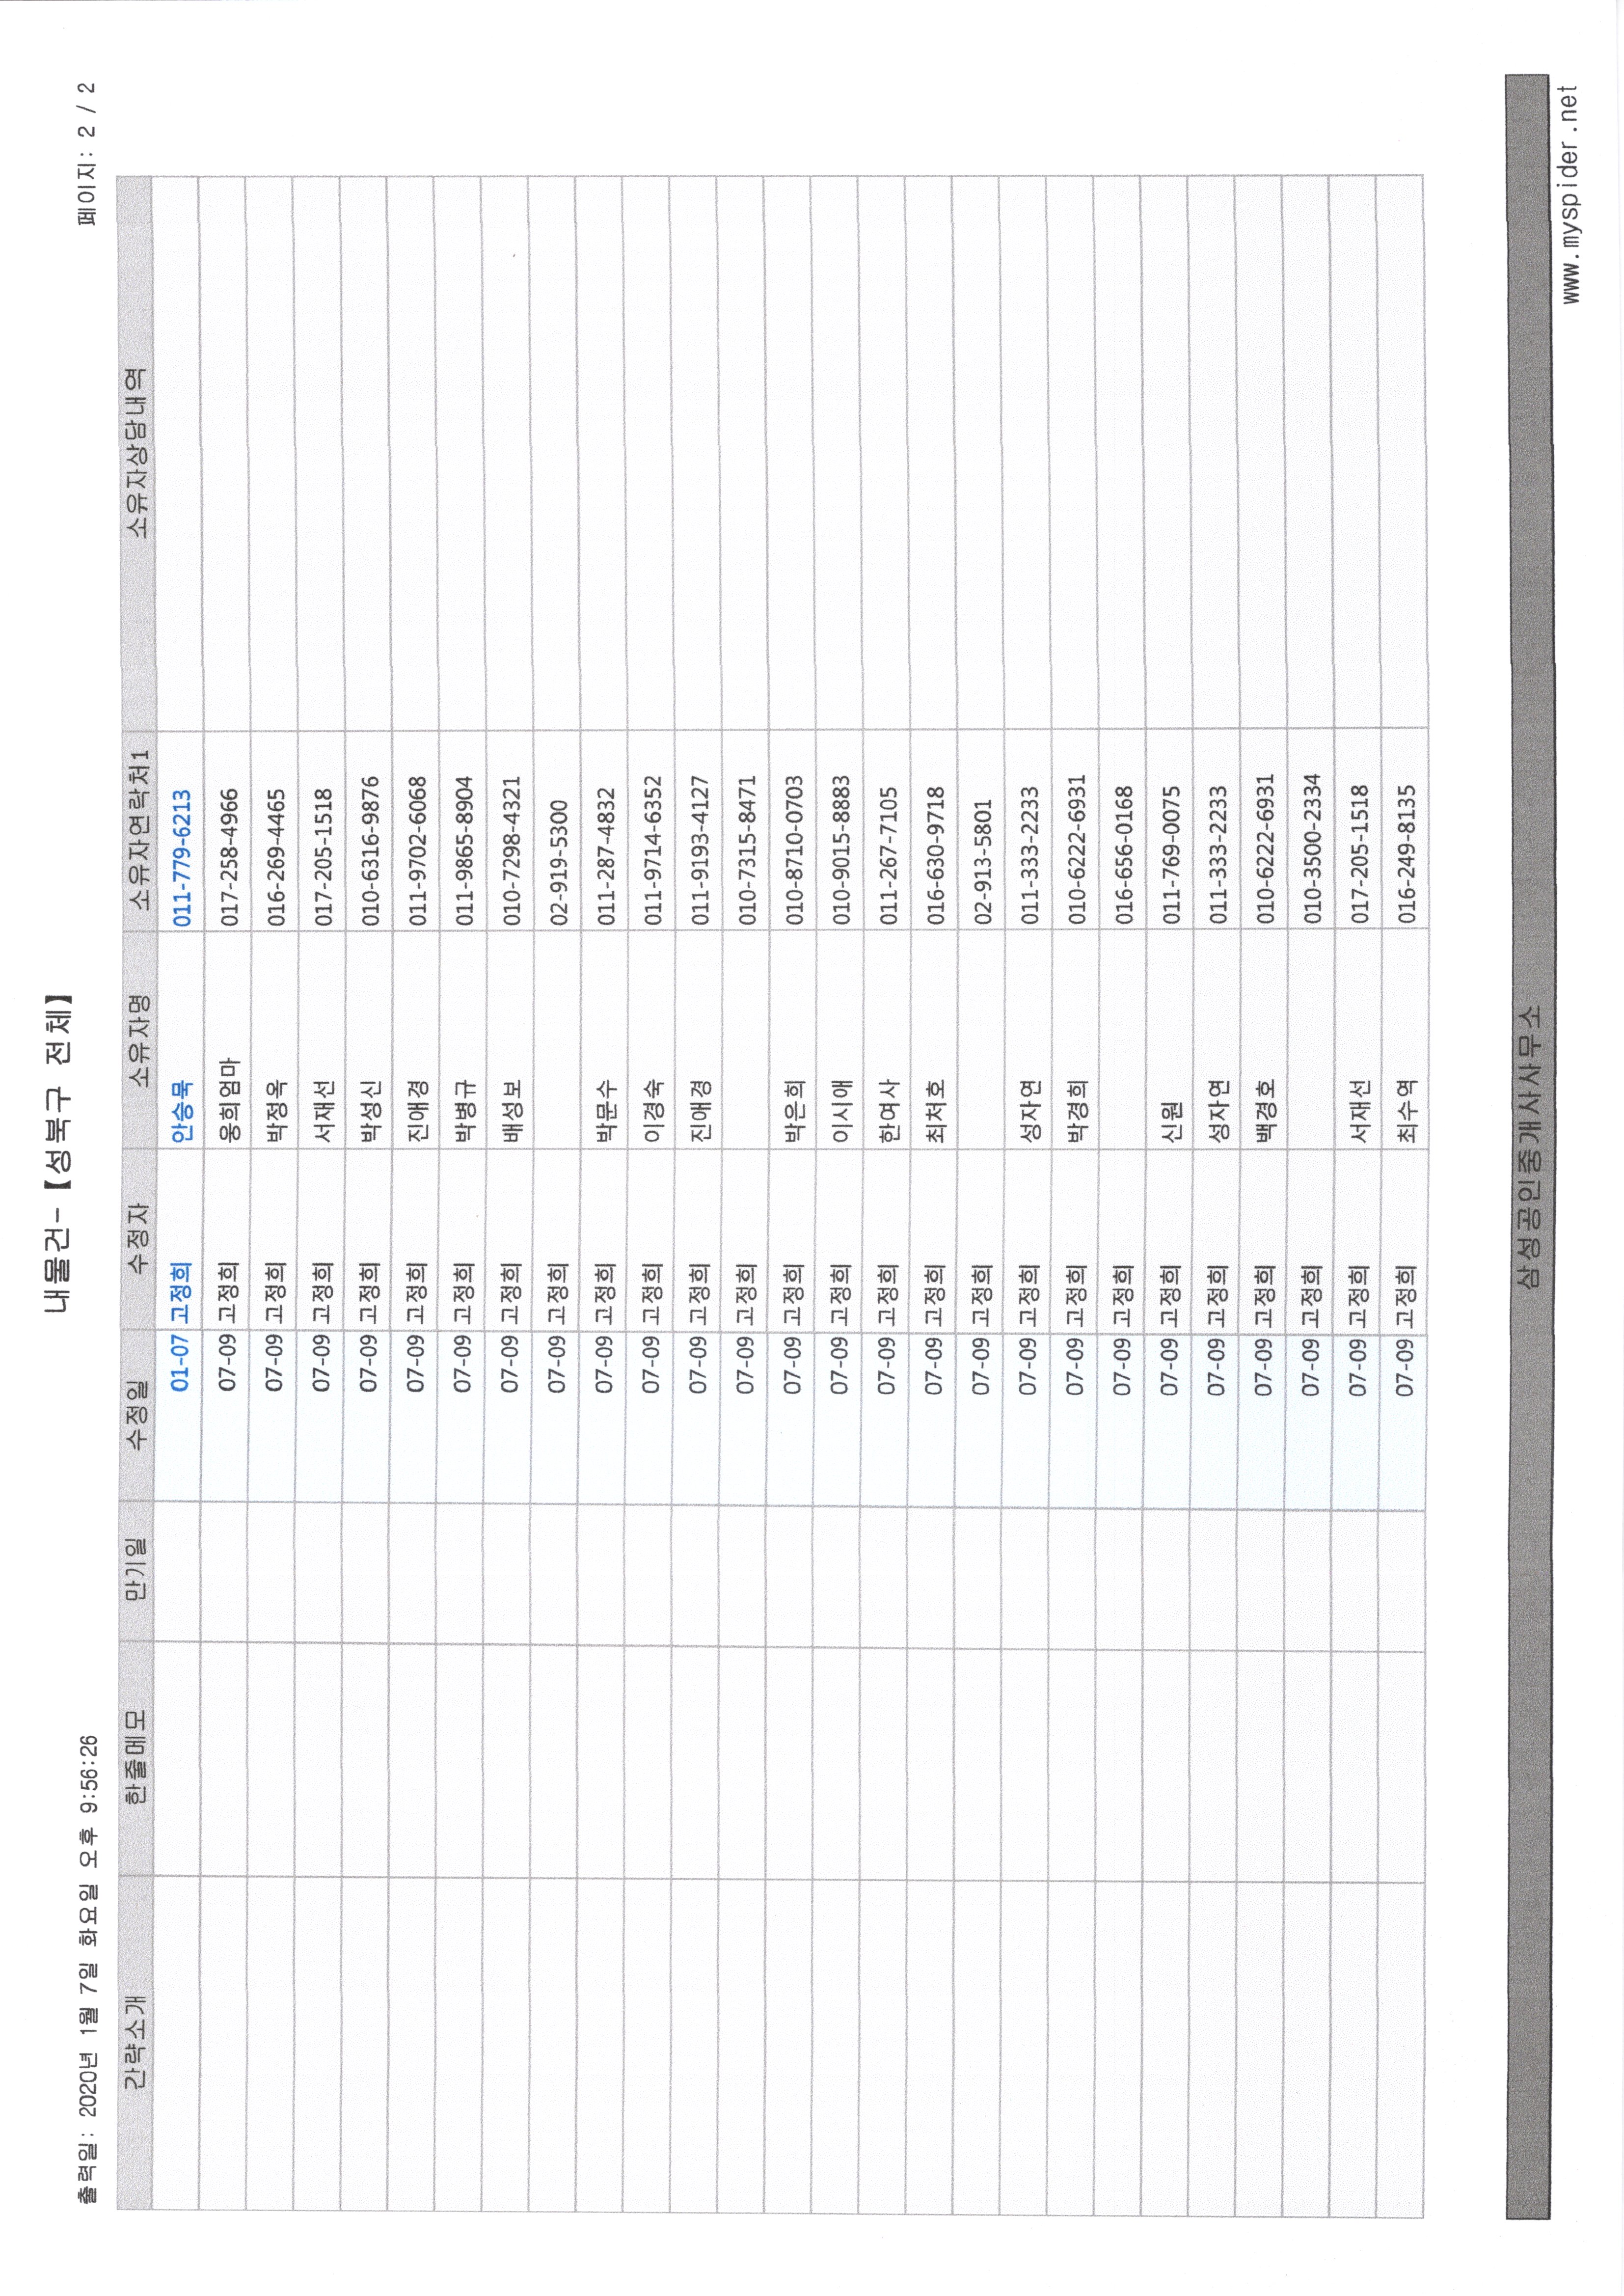 내물건-【성북구 전체】
출력일: 2020년 1월 7일 화요일 오후 9:56:26
페이지: 2 / 2
간략소개 한줄메모 만기일 수정일 수정자 소유자명 소유자연락처1 소유자상담내역
01-07 고정희 안승묵 011-779-6213
07-09 고정희 웅희엄마 017-258-4966
07-09 고정희 박정옥 016-269-4465
07-09 고정희 서재선 017-205-1518
07-09 고정희 박성신 010-6316-9876
07-09 고정희 진애경 011-9702-6068
07-09 고정희 박병규 011-9865-8904
07-09 고정희 배성보 010-7298-4321
07-09 고정희 02-919-5300
07-09 고정희 박문수 011-287-4832
07-09 고정희 이경숙 011-9714-6352
07-09 고정희 진애경 011-9193-4127
07-09 고정희 010-7315-8471
07-09 고정희 박은희 010-8710-0703
07-09 고정희 이시애 010-9015-8883
07-09 고정희 한여사 011-267-7105
07-09 고정희 최처호 016-630-9718
07-09 고정희 02-913-5801
07-09 고정희 성자연 011-333-2233
07-09 고정희 박경희 010-6222-6931
07-09 고정희 016-656-0168
07-09 고정희 신원 011-769-0075
07-09 고정희 성자연 011-333-2233
07-09 고정희 백경호 010-6222-6931
07-09 고정희 010-3500-2334
07-09 고정희 서재선 017-205-1518
07-09 고정희 최수역 016-249-8135
삼성공인중개사사무소
www.myspider.net